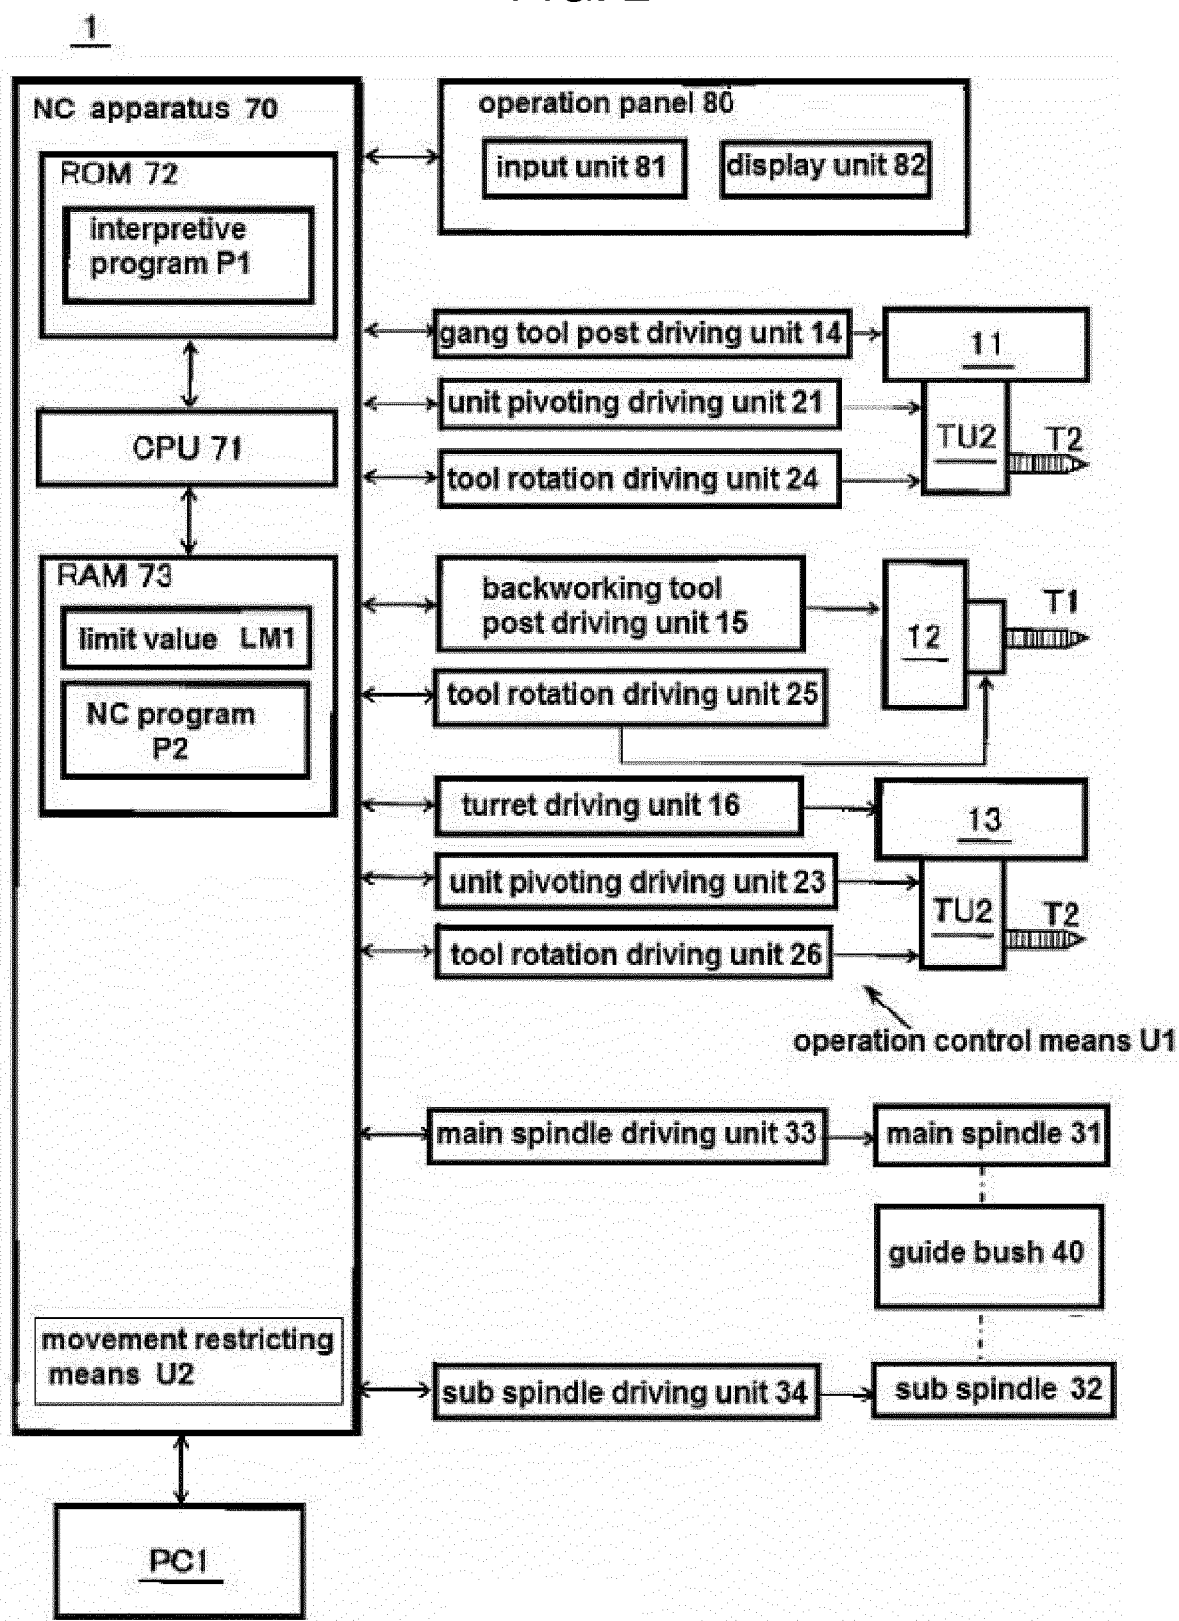 1
NC apparatus 70
ROM 72
interpretive
program P1
CPU 71
RAM 73
limit value LM1
NC program
P2
movement restricting
means U2
PC1
operation panel 80
input unit 81
display unit 82
gang tool post driving unit 14
11
unit pivoting driving unit 21
TU2
T2
tool rotation driving unit 24
backworking tool
post driving unit 15
12
T1
tool rotation driving unit 25
turret driving unit 16
13
unit pivoting driving unit 23
TU2
T2
tool rotation driving unit 26
operation control means U1
main spindle driving unit 33
main spindle 31
guide bush 40
sub spindle driving unit 34
sub spindle 32